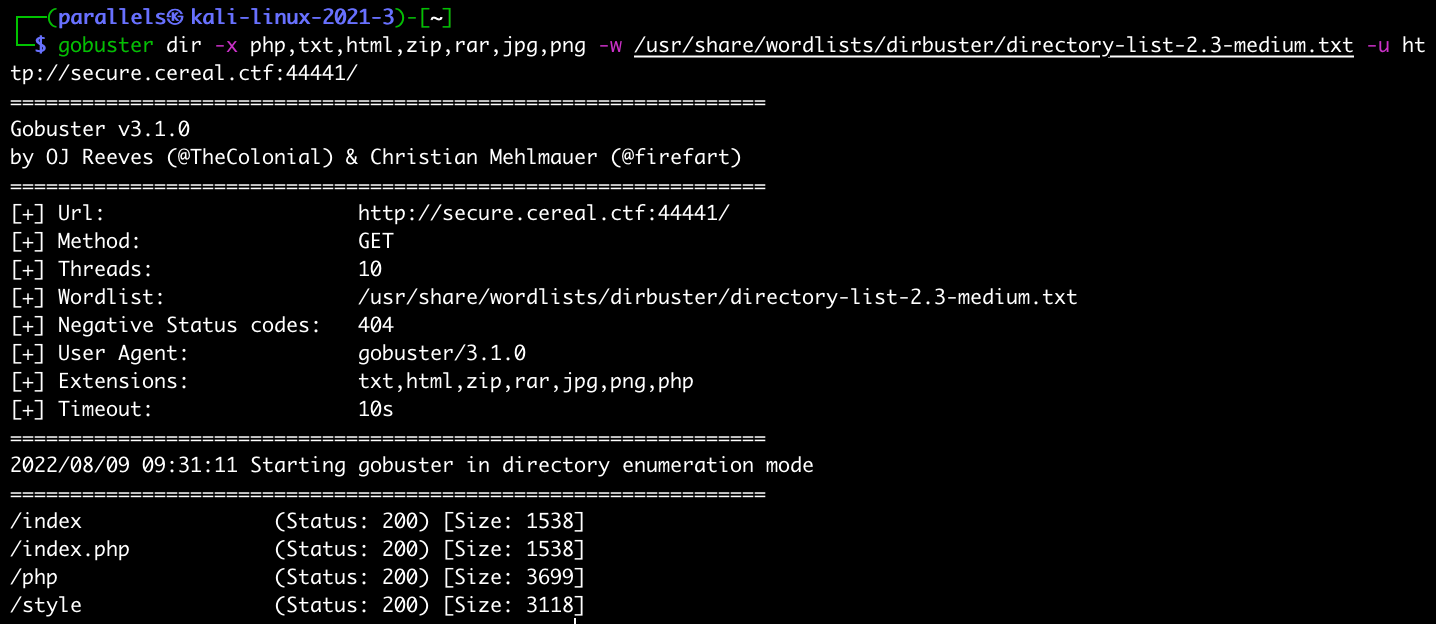 ┌──(parallels㉿kali-linux-2021-3)-[~]
└─$ gobuster dir -x php,txt,html,zip,rar,jpg,png -w /usr/share/wordlists/dirbuster/directory-list-2.3-medium.txt -u ht
tp://secure.cereal.ctf:44441/
===============================================================
Gobuster v3.1.0
by OJ Reeves (@TheColonial) & Christian Mehlmauer (@firefart)
===============================================================
[+] Url:                     http://secure.cereal.ctf:44441/
[+] Method:                  GET
[+] Threads:                 10
[+] Wordlist:                /usr/share/wordlists/dirbuster/directory-list-2.3-medium.txt
[+] Negative Status codes:   404
[+] User Agent:              gobuster/3.1.0
[+] Extensions:              txt,html,zip,rar,jpg,png,php
[+] Timeout:                 10s
===============================================================
2022/08/09 09:31:11 Starting gobuster in directory enumeration mode
===============================================================
/index                (Status: 200) [Size: 1538]
/index.php            (Status: 200) [Size: 1538]
/php                  (Status: 200) [Size: 3699]
/style                (Status: 200) [Size: 3118]